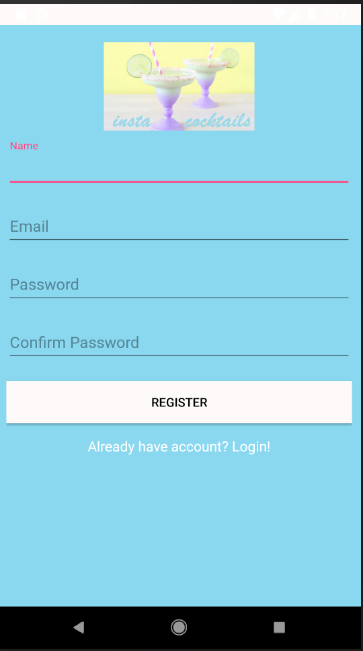 insta cocktails
Name
Email
Password
Confirm Password
REGISTER
Already have account? Login!